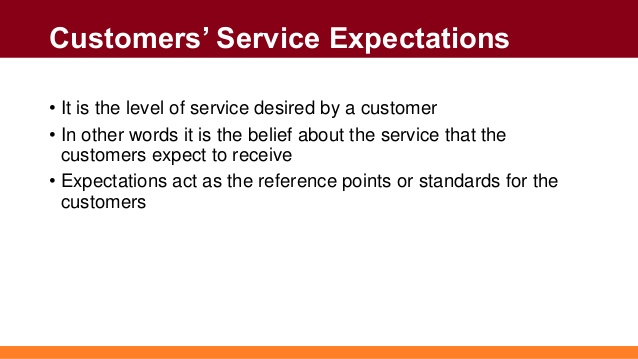 Customers’ Service Expectations
• It is the level of service desired by a customer
• In other words it is the belief about the service that the
customers expect to receive
• Expectations act as the reference points or standards for the
customers